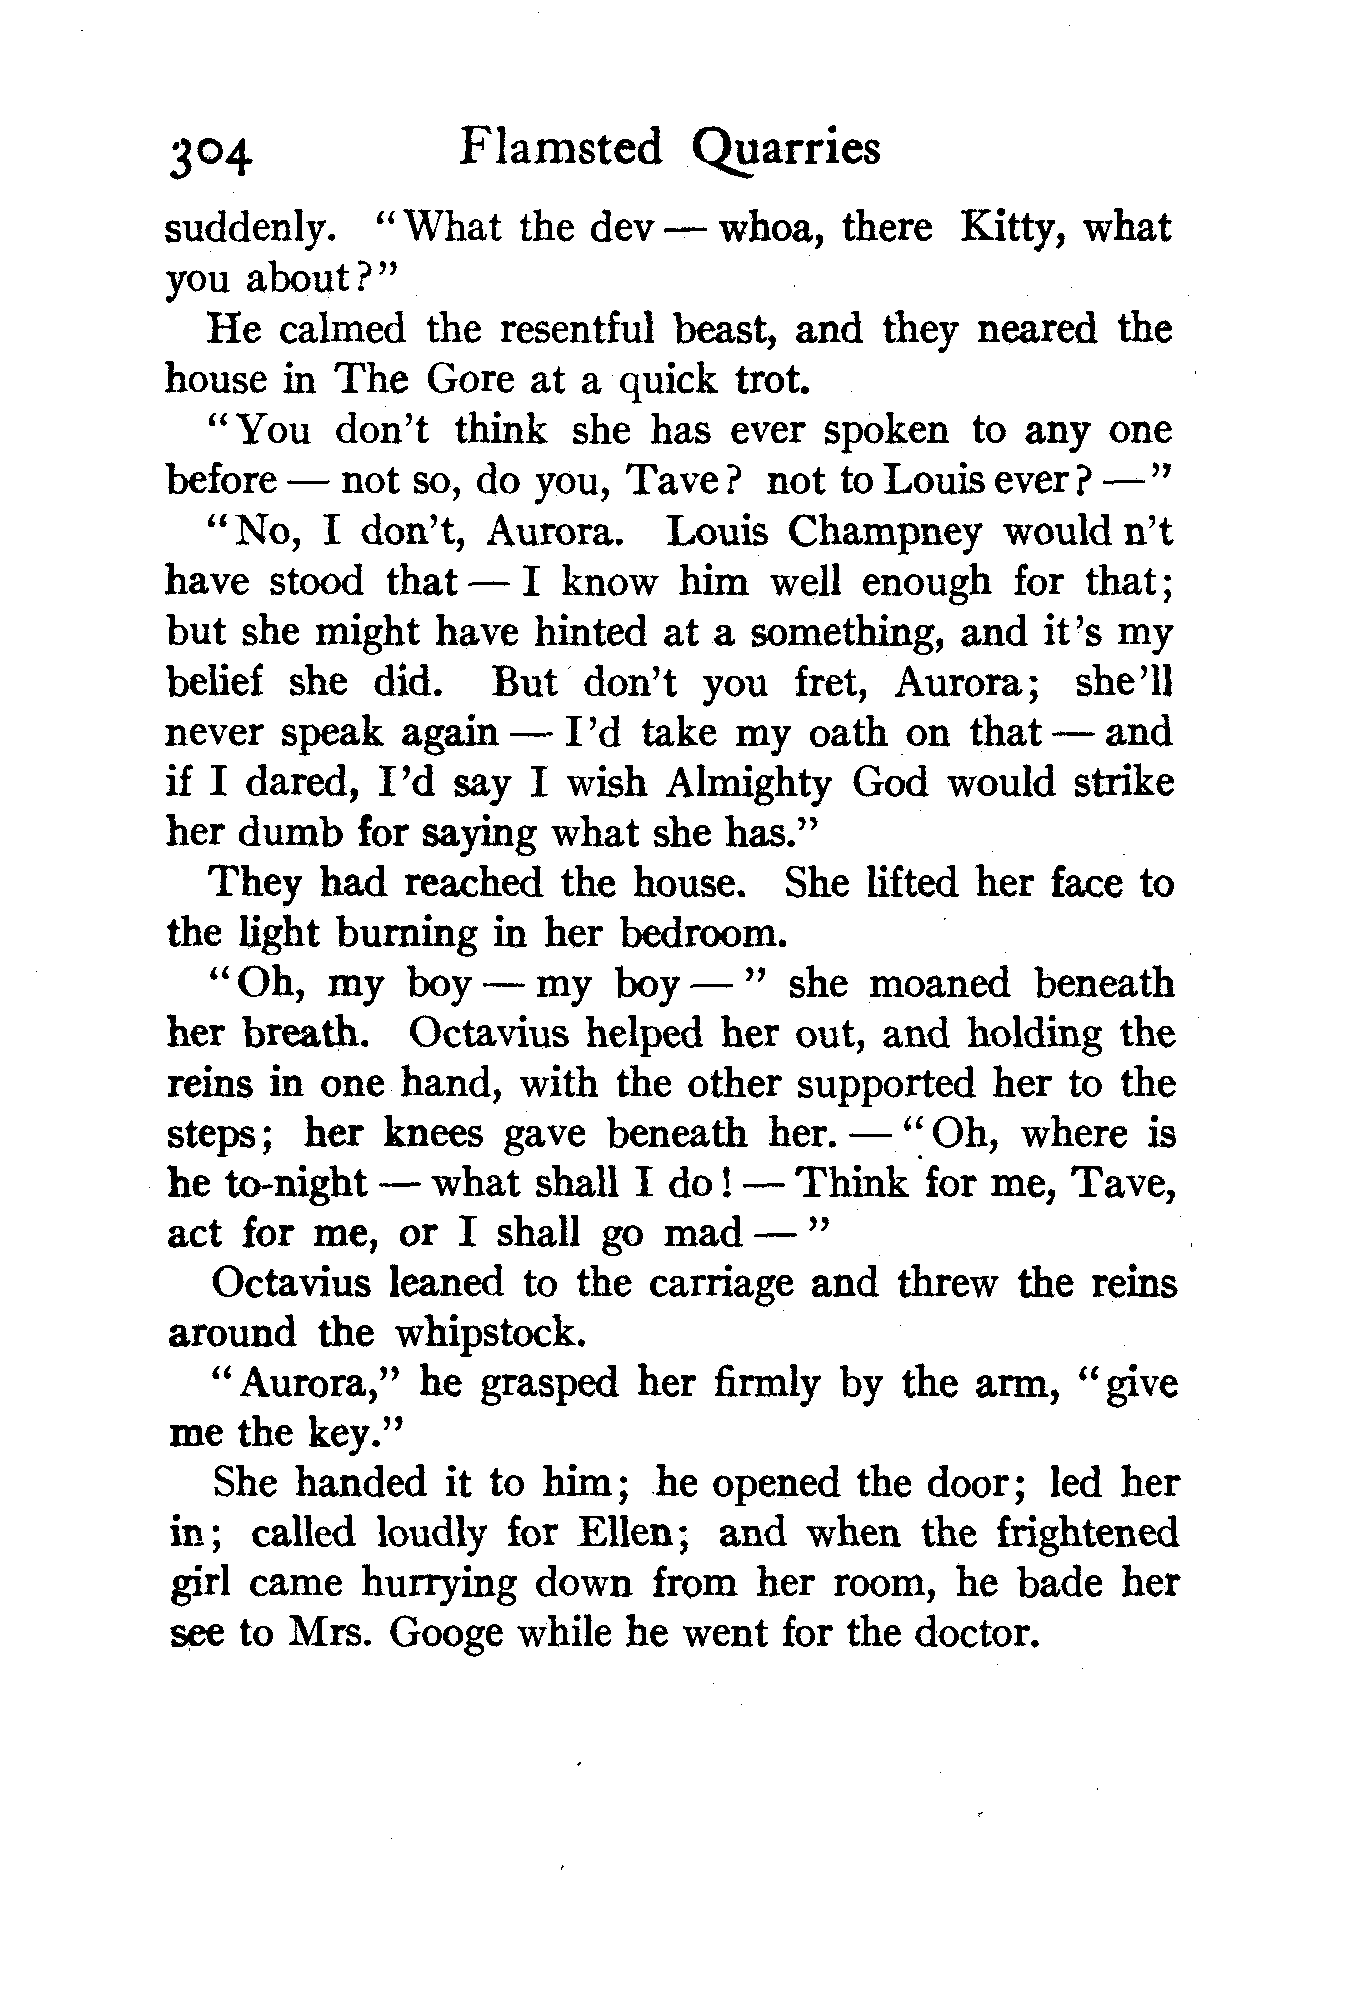 304 Flamsted Quarries
suddenly. "What the dev — whoa, there Kitty, what
you about?"
He calmed the resentful beast, and they neared the
house in The Gore at a quick trot.
"You don't think she has ever spoken to any one
before — not so, do you, Tave? not to Louis ever? —"
"No, I don't, Aurora. Louis Champney would n't
have stood that — I know him well enough for that;
but she might have hinted at a something, and it's my
belief she did. But don't you fret, Aurora; she'll
never speak again — I'd take my oath on that — and
if I dared, I'd say I wish Almighty God would strike
her dumb for saying what she has."
They had reached the house. She lifted her face to
the light burning in her bedroom.
"Oh, my boy — my boy — " she moaned beneath
her breath. Octavius helped her out, and holding the
reins in one hand, with the other supported her to the
steps; her knees gave beneath her. — "Oh, where is
he to-night — what shall I do! — Think for me, Tave,
act for me, or I shall go mad — "
Octavius leaned to the carriage and threw the reins
around the whipstock.
"Aurora," he grasped her firmly by the arm, "give
me the key."
She handed it to him; he opened the door; led her
in; called loudly for Ellen; and when the frightened
girl came hurrying down from her room, he bade her
see to Mrs. Googe while he went for the doctor.